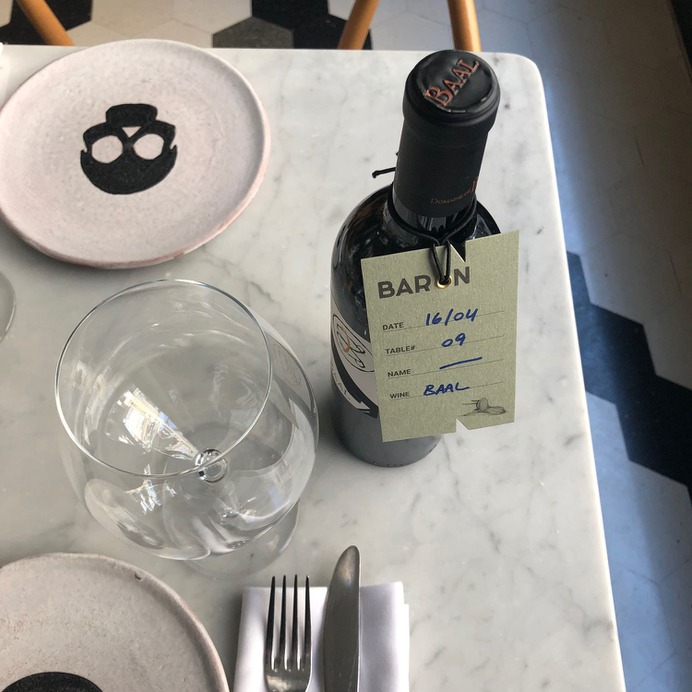 BAAL
BARON
DATE 16/04
TABLE# 09
NAME —
WINE BAAL